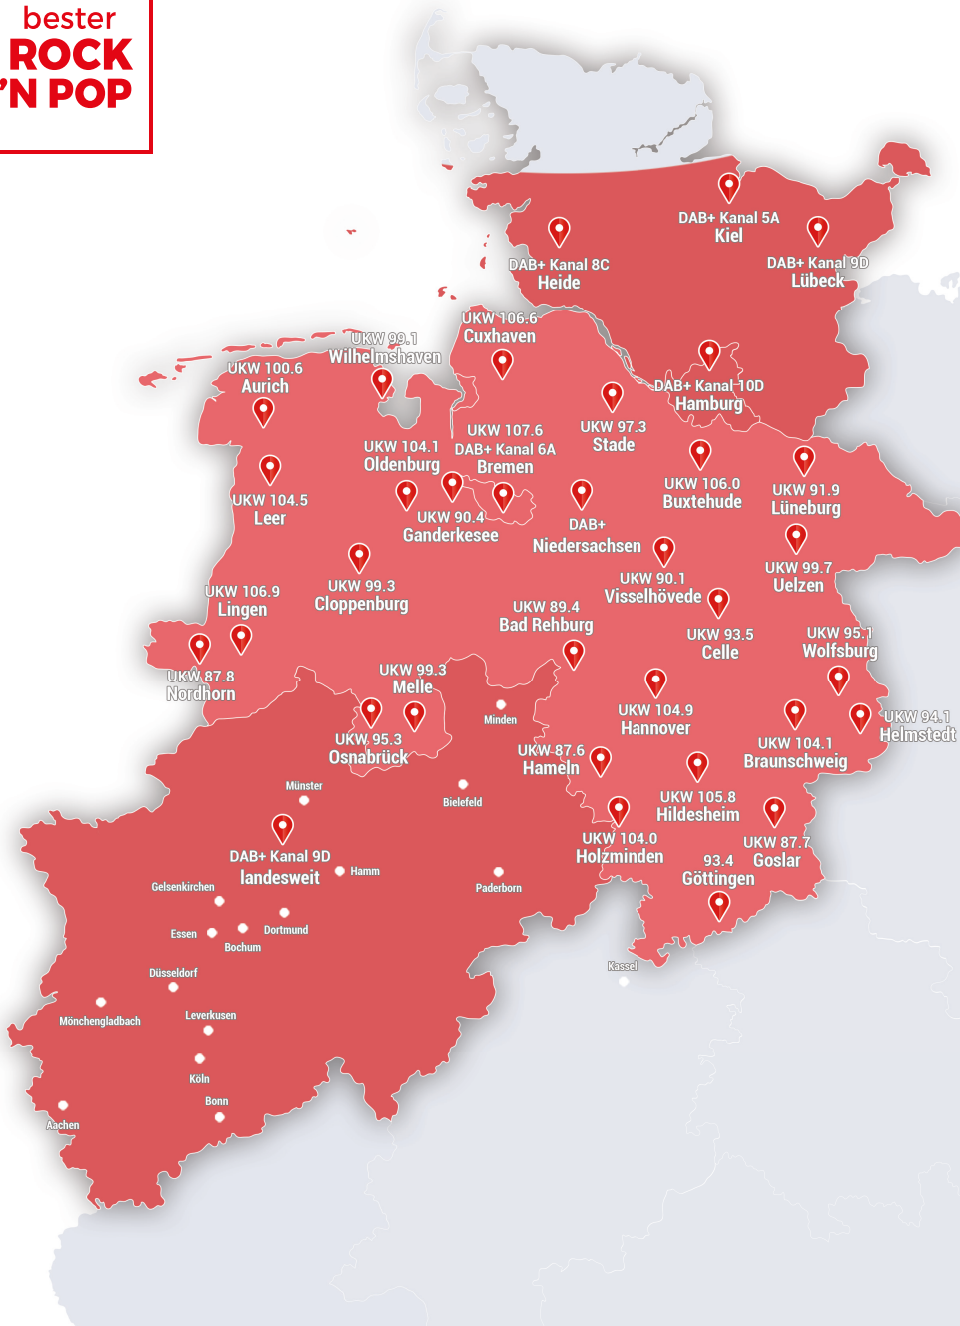 bester
ROCK
'N POP
DAB+ Kanal 5A
Kiel
DAB+ Kanal 8C
Heide
DAB+ Kanal 9D
Lübeck
UKW 106.6
Cuxhaven
UKW 99.1
Wilhelmshaven
UKW 100.6
Aurich
DAB+ Kanal 10D
Hamburg
UKW 97.3
Stade
UKW 107.6
DAB+ Kanal 6A
Bremen
UKW 104.1
Oldenburg
UKW 104.5
Leer
UKW 106.0
Buxtehude
UKW 91.9
Lüneburg
UKW 90.4
Ganderkesee
DAB+
Niedersachsen
UKW 99.7
Uelzen
UKW 99.3
Cloppenburg
UKW 90.1
Visselhövede
UKW 106.9
Lingen
UKW 89.4
Bad Rehburg
UKW 93.5
Celle
UKW 95.1
Wolfsburg
UKW 87.8
Nordhorn
UKW 99.3
Melle
Minden
UKW 104.9
Hannover
UKW 94.1
Helmstedt
UKW 95.3
Osnabrück
UKW 87.6
Hameln
UKW 104.1
Braunschweig
Münster
Bielefeld
UKW 105.8
Hildesheim
UKW 104.0
Holzminden
UKW 87.7
Goslar
DAB+ Kanal 9D
landesweit
93.4
Göttingen
Hamm
Gelsenkirchen
Paderborn
Essen
Bochum
Dortmund
Kassel
Düsseldorf
Mönchengladbach
Leverkusen
Köln
Bonn
Aachen